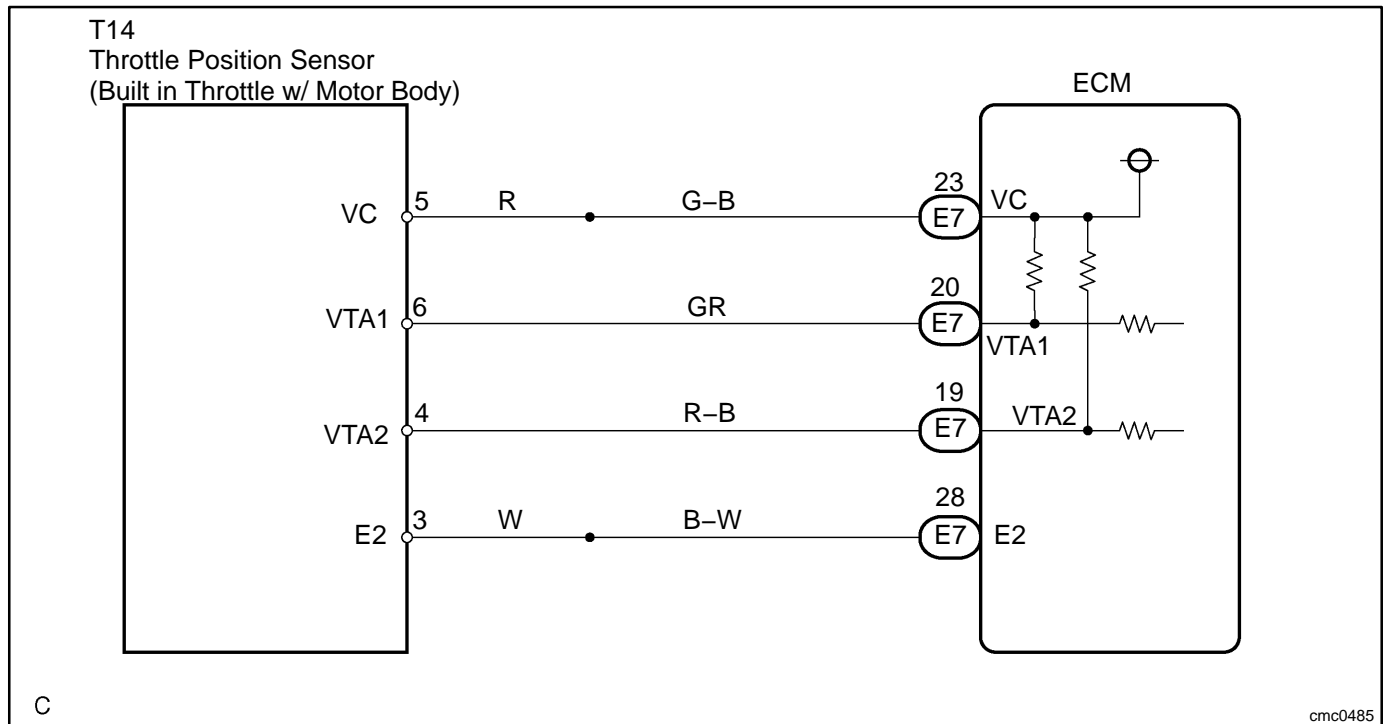 T14
Throttle Position Sensor
(Built in Throttle w/ Motor Body)
ECM
VC 5 R G–B 23 E7 VC
VTA1 6 GR 20 E7 VTA1
VTA2 4 R–B 19 E7 VTA2
E2 3 W B–W 28 E7 E2
C
cmc0485